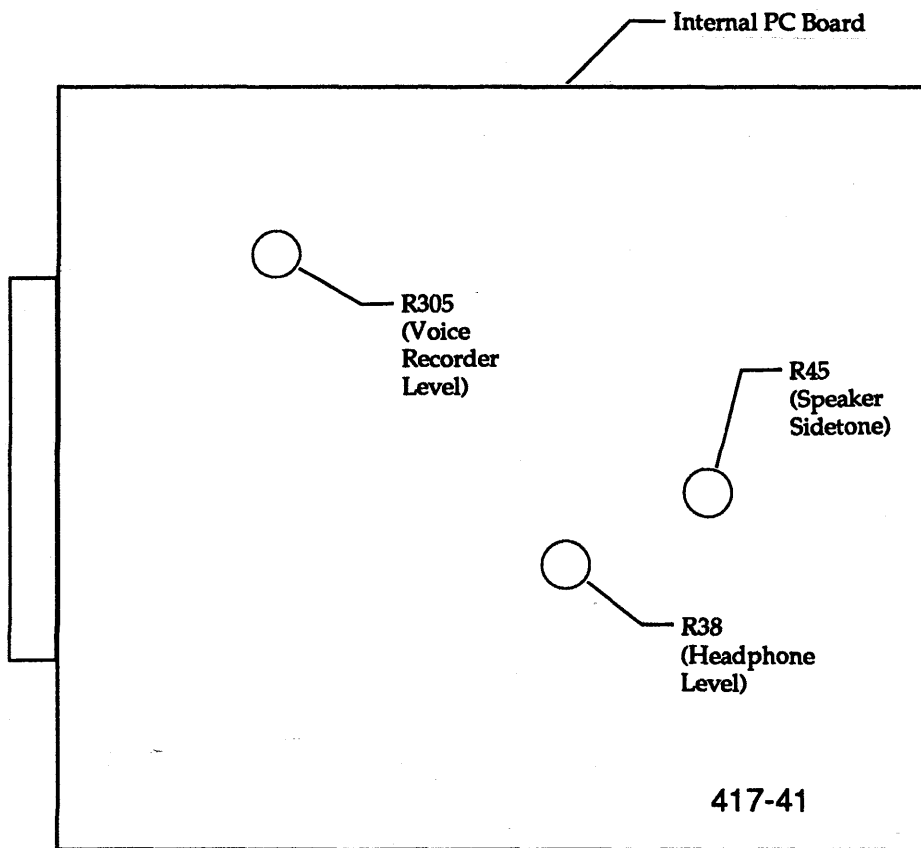 Internal PC Board
R305
(Voice
Recorder
Level)
R45
(Speaker
Sidetone)
R38
(Headphone
Level)
417-41